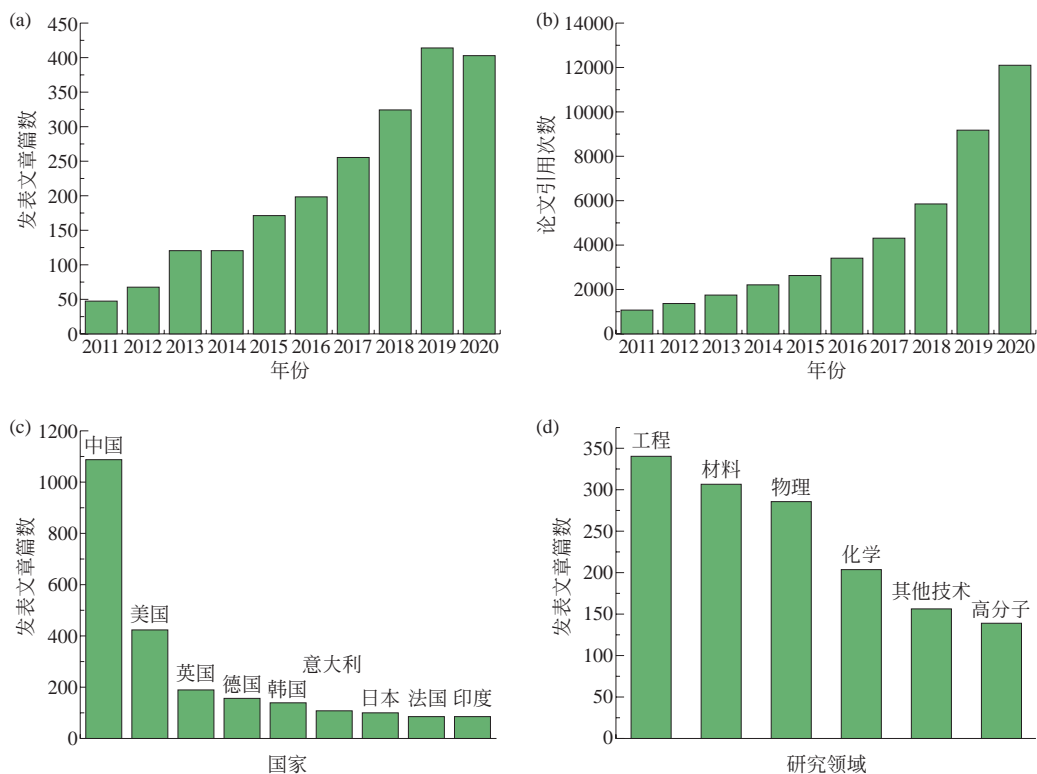 (a)
450
400
350
300
250
200
150
100
50
0
发表文章篇数
2011 2012 2013 2014 2015 2016 2017 2018 2019 2020
年份
(b)
14000
12000
10000
8000
6000
4000
2000
0
论文引用次数
2011 2012 2013 2014 2015 2016 2017 2018 2019 2020
年份
(c)
1200
1000
800
600
400
200
0
发表文章篇数
中国
美国
英国
德国
韩国
意大利
日本
法国
印度
国家
(d)
350
300
250
200
150
100
50
0
发表文章篇数
工程
材料
物理
化学
其他技术
高分子
研究领域